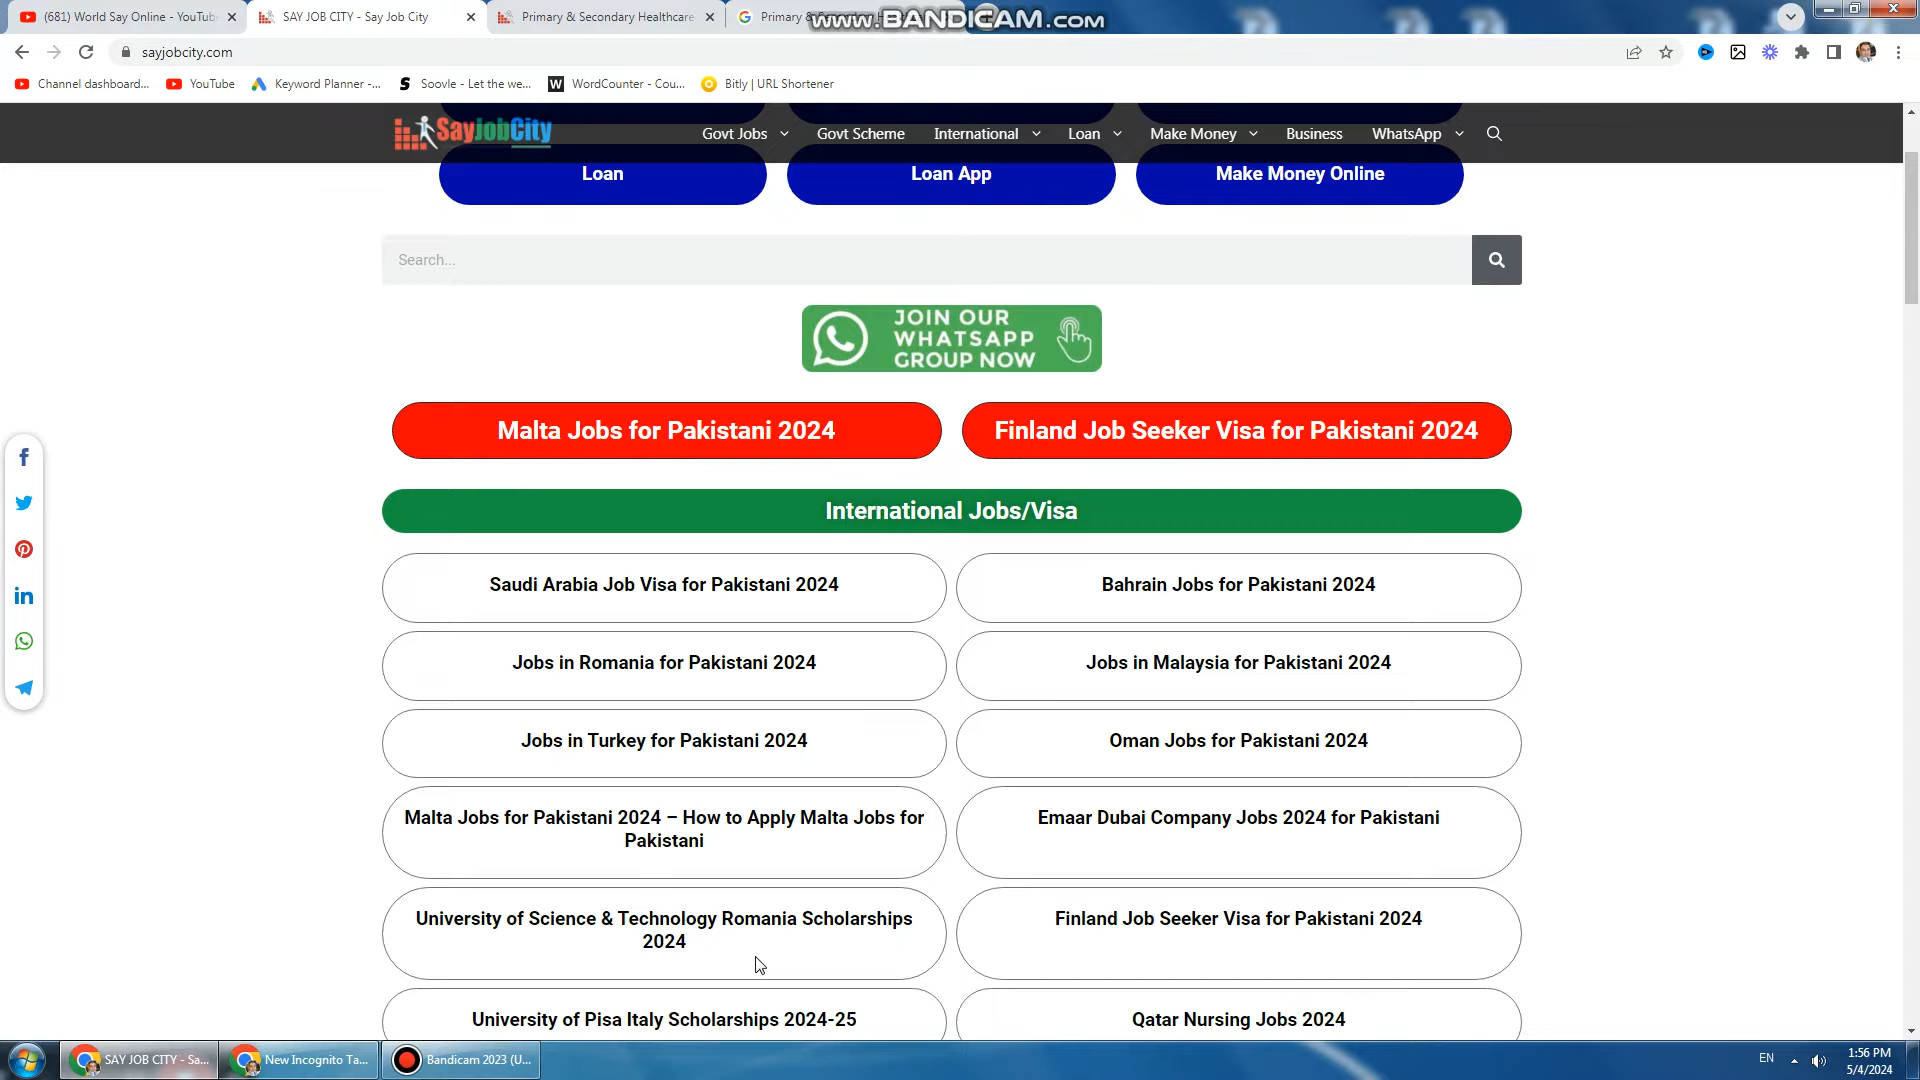 (681) World Say Online - YouTub
SAY JOB CITY - Say Job City
Primary & Secondary Healthcare
WWW.BANDICAM.COM
sayjobcity.com
Channel dashboard...
YouTube
Keyword Planner -...
Soovle - Let the we...
WordCounter - Cou...
Bitly | URL Shortener
SayJobCity
Govt Jobs
Govt Scheme
International
Loan
Make Money
Business
WhatsApp
Loan
Loan App
Make Money Online
Search...
JOIN OUR
WHATSAPP
GROUP NOW
Malta Jobs for Pakistani 2024
Finland Job Seeker Visa for Pakistani 2024
International Jobs/Visa
Saudi Arabia Job Visa for Pakistani 2024
Bahrain Jobs for Pakistani 2024
Jobs in Romania for Pakistani 2024
Jobs in Malaysia for Pakistani 2024
Jobs in Turkey for Pakistani 2024
Oman Jobs for Pakistani 2024
Malta Jobs for Pakistani 2024 – How to Apply Malta Jobs for
Pakistani
Emaar Dubai Company Jobs 2024 for Pakistani
University of Science & Technology Romania Scholarships
2024
Finland Job Seeker Visa for Pakistani 2024
University of Pisa Italy Scholarships 2024-25
Qatar Nursing Jobs 2024
SAY JOB CITY - Sa...
New Incognito Ta...
Bandicam 2023 (U...
EN
1:56 PM
5/4/2024